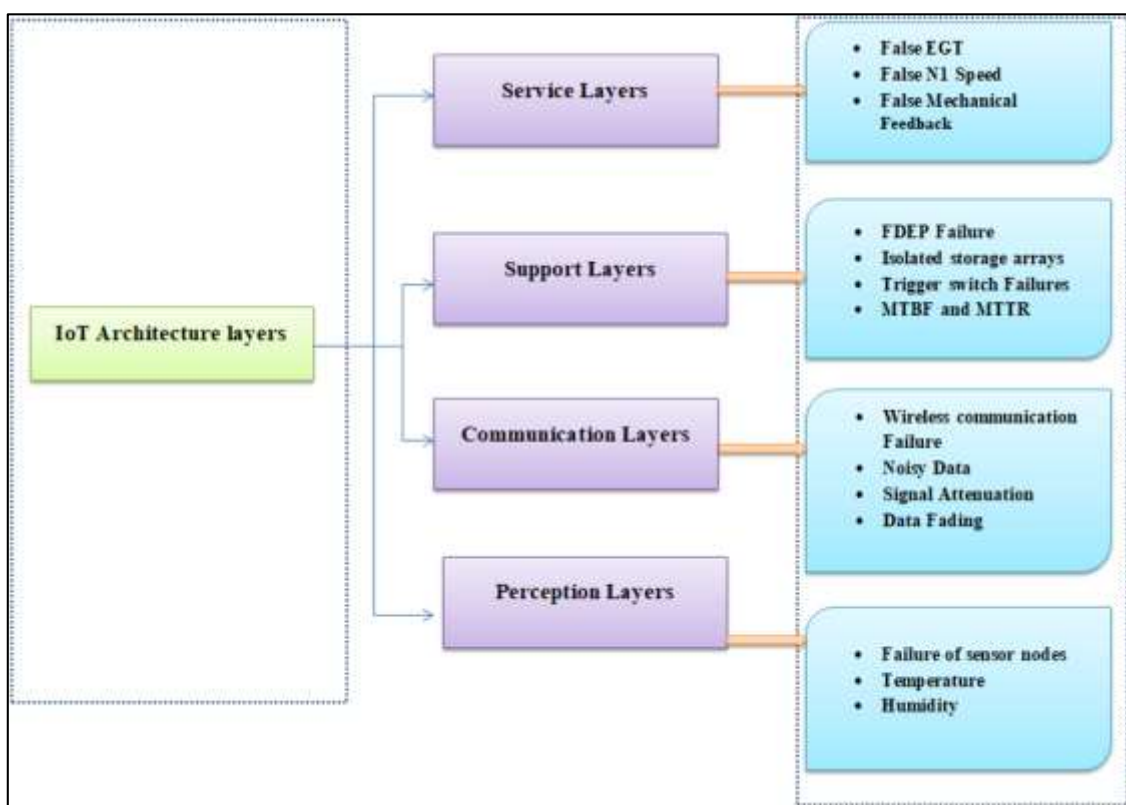 IoT Architecture layers
Service Layers
• False EGT
• False N1 Speed
• False Mechanical
Feedback
Support Layers
• FDEP Failure
• Isolated storage arrays
• Trigger switch Failures
• MTBF and MTTR
Communication Layers
• Wireless communication
Failure
• Noisy Data
• Signal Attenuation
• Data Fading
Perception Layers
• Failure of sensor nodes
• Temperature
• Humidity